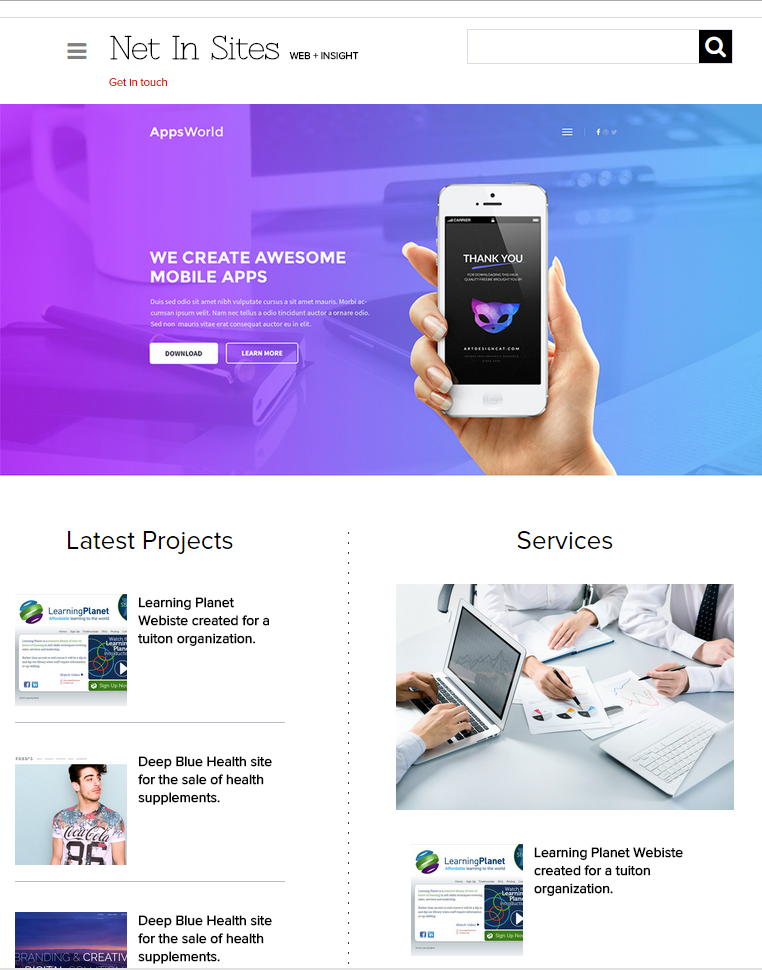 Net In Sites WEB + INSIGHT
Get in touch
AppsWorld
WE CREATE AWESOME
MOBILE APPS
Duis sed odio sit amet nibh vulputate cursus a sit amet mauris. Morbi ac-
cumsan ipsum velit. Nam nec tellus a odio tincidunt auctor a ornare odio.
Sed non mauris vitae erat consequat auctor eu in elit.
DOWNLOAD LEARN MORE
CARRIER
THANK YOU
FOR DOWNLOADING THIS HIGH
QUALITY FREEBIE BROUGHT YOU BY
ARTDESIGNCAT.COM
Latest Projects
LearningPlanet
Affordable learning to the world
Sign Up Now
Learning Planet
Webiste created for a
tuiton organization.
Coca-Cola
86
Deep Blue Health site
for the sale of health
supplements.
BRANDING & CREATIV
Deep Blue Health site
for the sale of health
supplements.
Services
LearningPlanet
Affordable learning to the world
Sign Up Now
Learning Planet Webiste
created for a tuiton
organization.